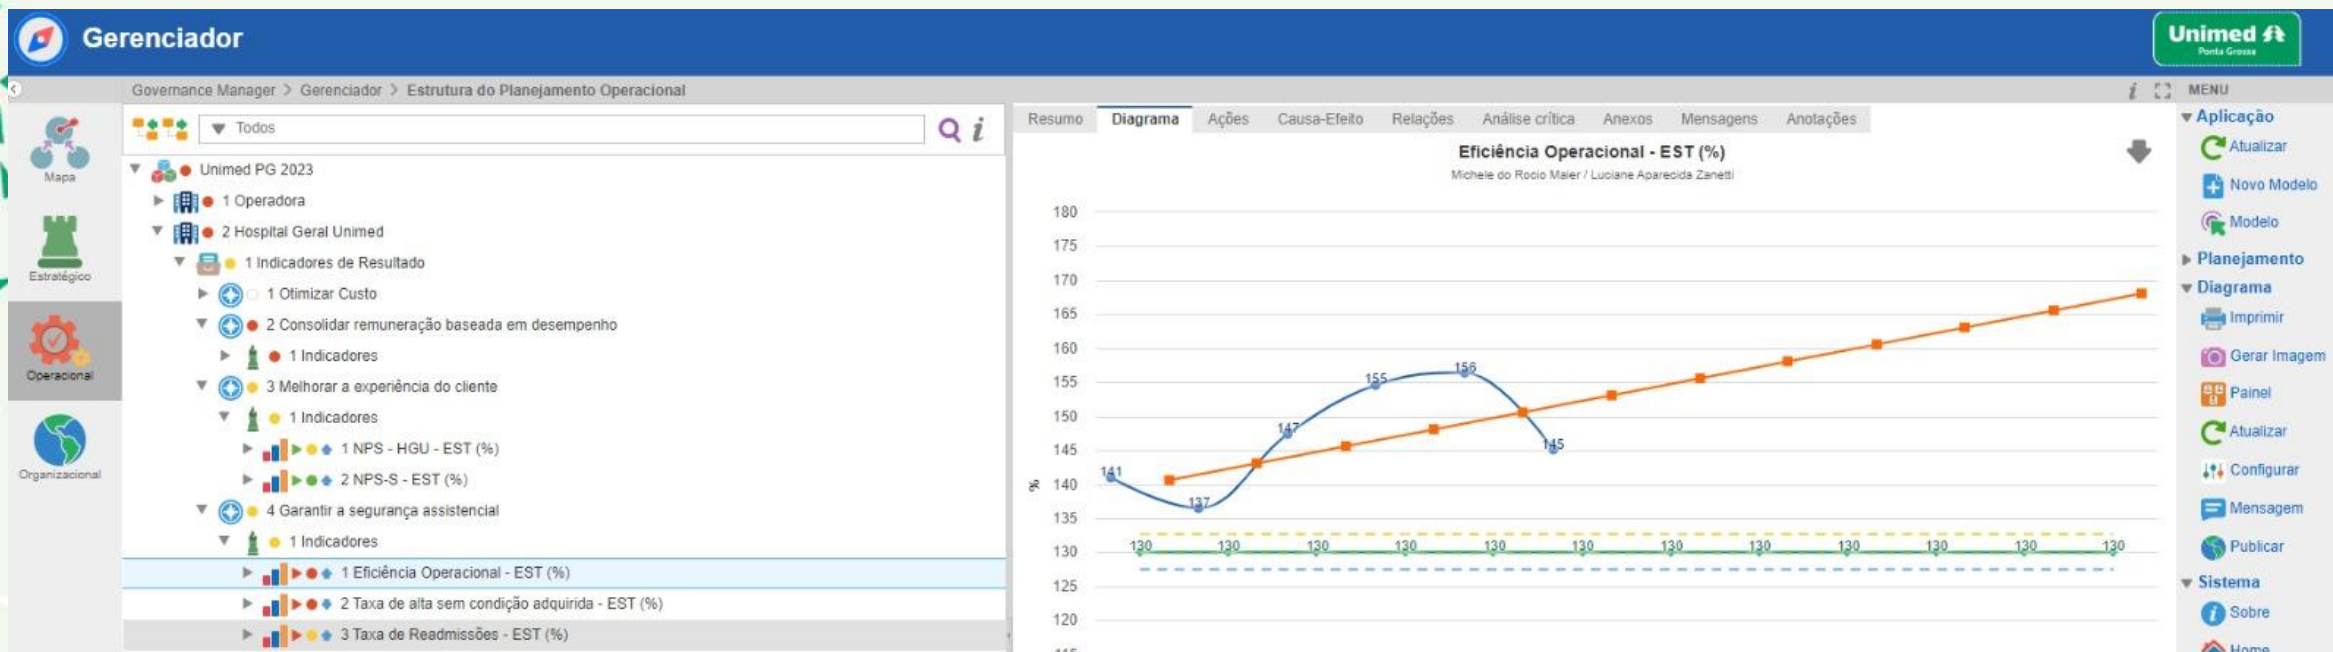 Gerenciador
Unimed
Ponta Grossa
Governance Manager > Gerenciador > Estrutura do Planejamento Operacional
MENU
Mapa
Estratégico
Operacional
Organizacional
Todos
Unimed PG 2023
1 Operadora
2 Hospital Geral Unimed
1 Indicadores de Resultado
1 Otimizar Custo
2 Consolidar remuneração baseada em desempenho
1 Indicadores
3 Melhorar a experiência do cliente
1 Indicadores
1 NPS - HGU - EST (%)
2 NPS-S - EST (%)
4 Garantir a segurança assistencial
1 Indicadores
1 Eficiência Operacional - EST (%)
2 Taxa de alta sem condição adquirida - EST (%)
3 Taxa de Readmissões - EST (%)
Resumo Diagrama Ações Causa-Efeito Relações Análise crítica Anexos Mensagens Anotações
Eficiência Operacional - EST (%)
Michele do Rocio Maier / Luciane Aparecida Zanetti
180
175
170
165
160
155
150
145
140
135
130
125
120
%
141 137 147 155 156 145
130 130 130 130 130 130 130 130 130 130 130 130
Aplicação
Atualizar
Novo Modelo
Modelo
Planejamento
Diagrama
Imprimir
Gerar Imagem
Painel
Atualizar
Configurar
Mensagem
Publicar
Sistema
Sobre
Home